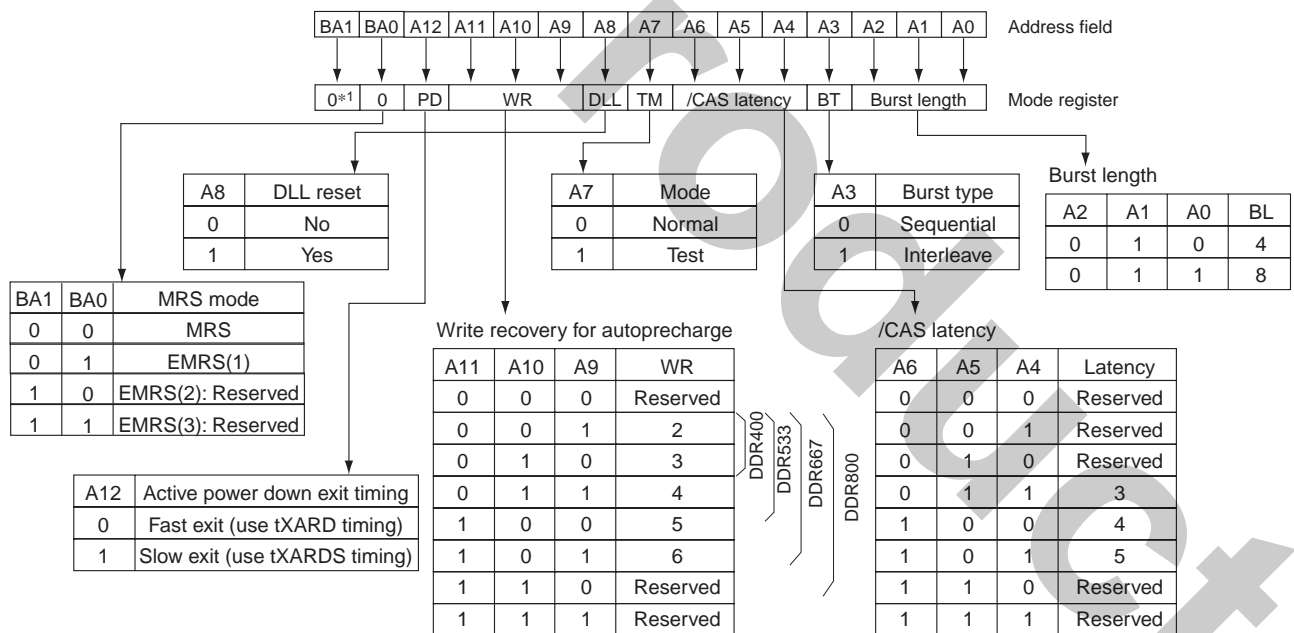 BA1 BA0 A12 A11 A10 A9 A8 A7 A6 A5 A4 A3 A2 A1 A0 Address field
0*1 0 PD WR DLL TM /CAS latency BT Burst length Mode register
A8 DLL reset
0 No
1 Yes
A7 Mode
0 Normal
1 Test
A3 Burst type
0 Sequential
1 Interleave
Burst length
A2 A1 A0 BL
0 1 0 4
0 1 1 8
BA1 BA0 MRS mode
0 0 MRS
0 1 EMRS(1)
1 0 EMRS(2): Reserved
1 1 EMRS(3): Reserved
A12 Active power down exit timing
0 Fast exit (use tXARD timing)
1 Slow exit (use tXARDS timing)
Write recovery for autoprecharge
A11 A10 A9 WR
0 0 0 Reserved
0 0 1 2
0 1 0 3
0 1 1 4
1 0 0 5
1 0 1 6
1 1 0 Reserved
1 1 1 Reserved
DDR400
DDR533
DDR667
DDR800
/CAS latency
A6 A5 A4 Latency
0 0 0 Reserved
0 0 1 Reserved
0 1 0 Reserved
0 1 1 3
1 0 0 4
1 0 1 5
1 1 0 Reserved
1 1 1 Reserved
roduct